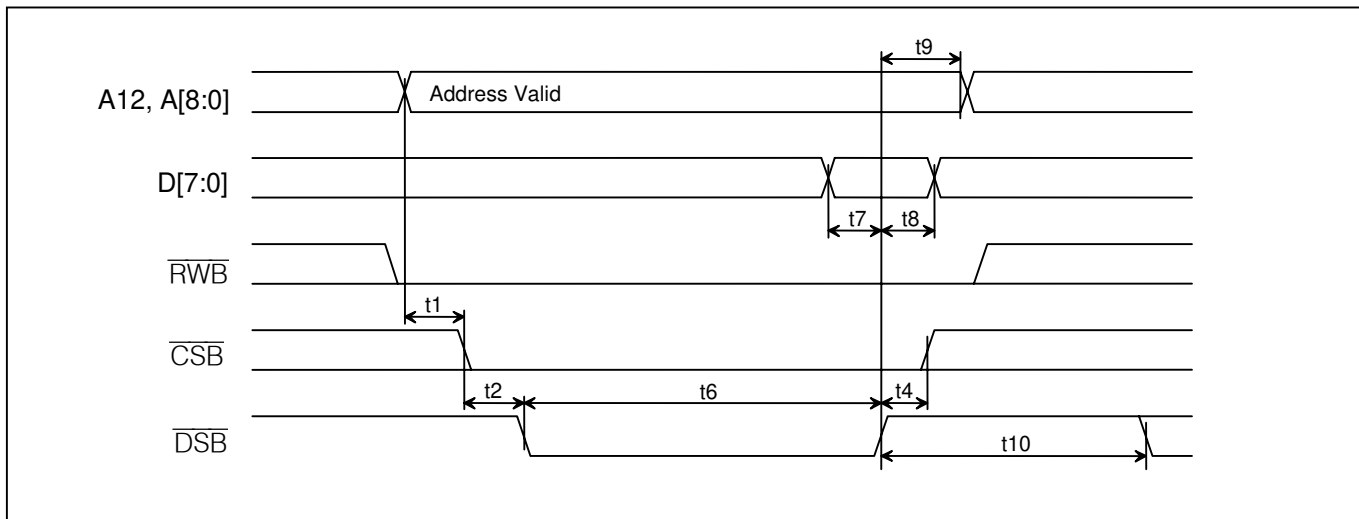 t9
A12, A[8:0]
Address Valid
D[7:0]
t7
t8
RWB
t1
CSB
t2
t6
t4
DSB
t10